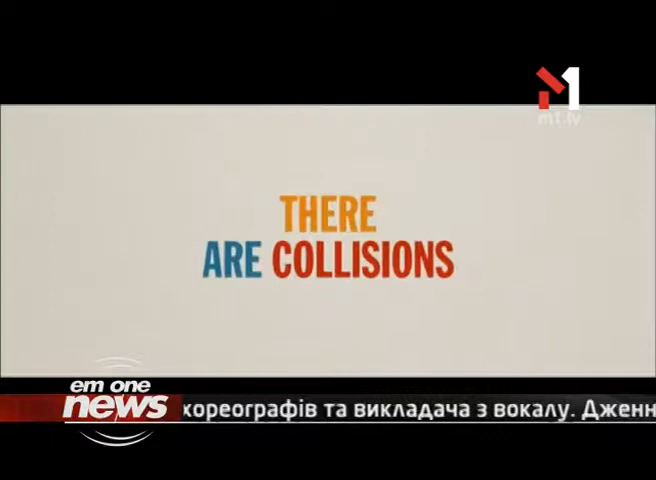 M1
m1.tv
THERE
ARE COLLISIONS
em one
news
хореографів та викладача з вокалу. Дженн